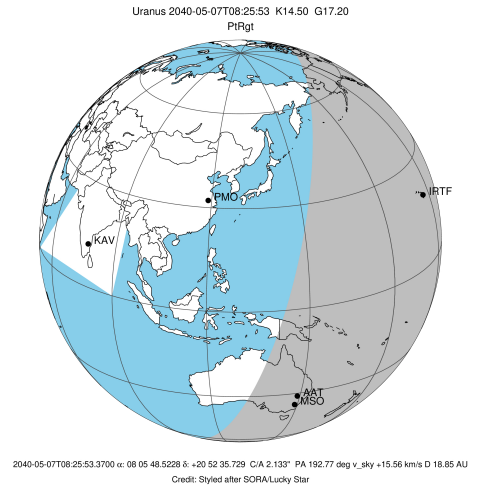 Uranus 2040-05-07T08:25:53 K14.50 G17.20
PtRgt
IRTF
PMO
KAV
AAT
MSO
2040-05-07T08:25:53.3700 α: 08 05 48.5228 δ: +20 52 35.729 C/A 2.133" PA 192.77 deg v_sky +15.56 km/s D 18.85 AU
Credit: Styled after SORA/Lucky Star